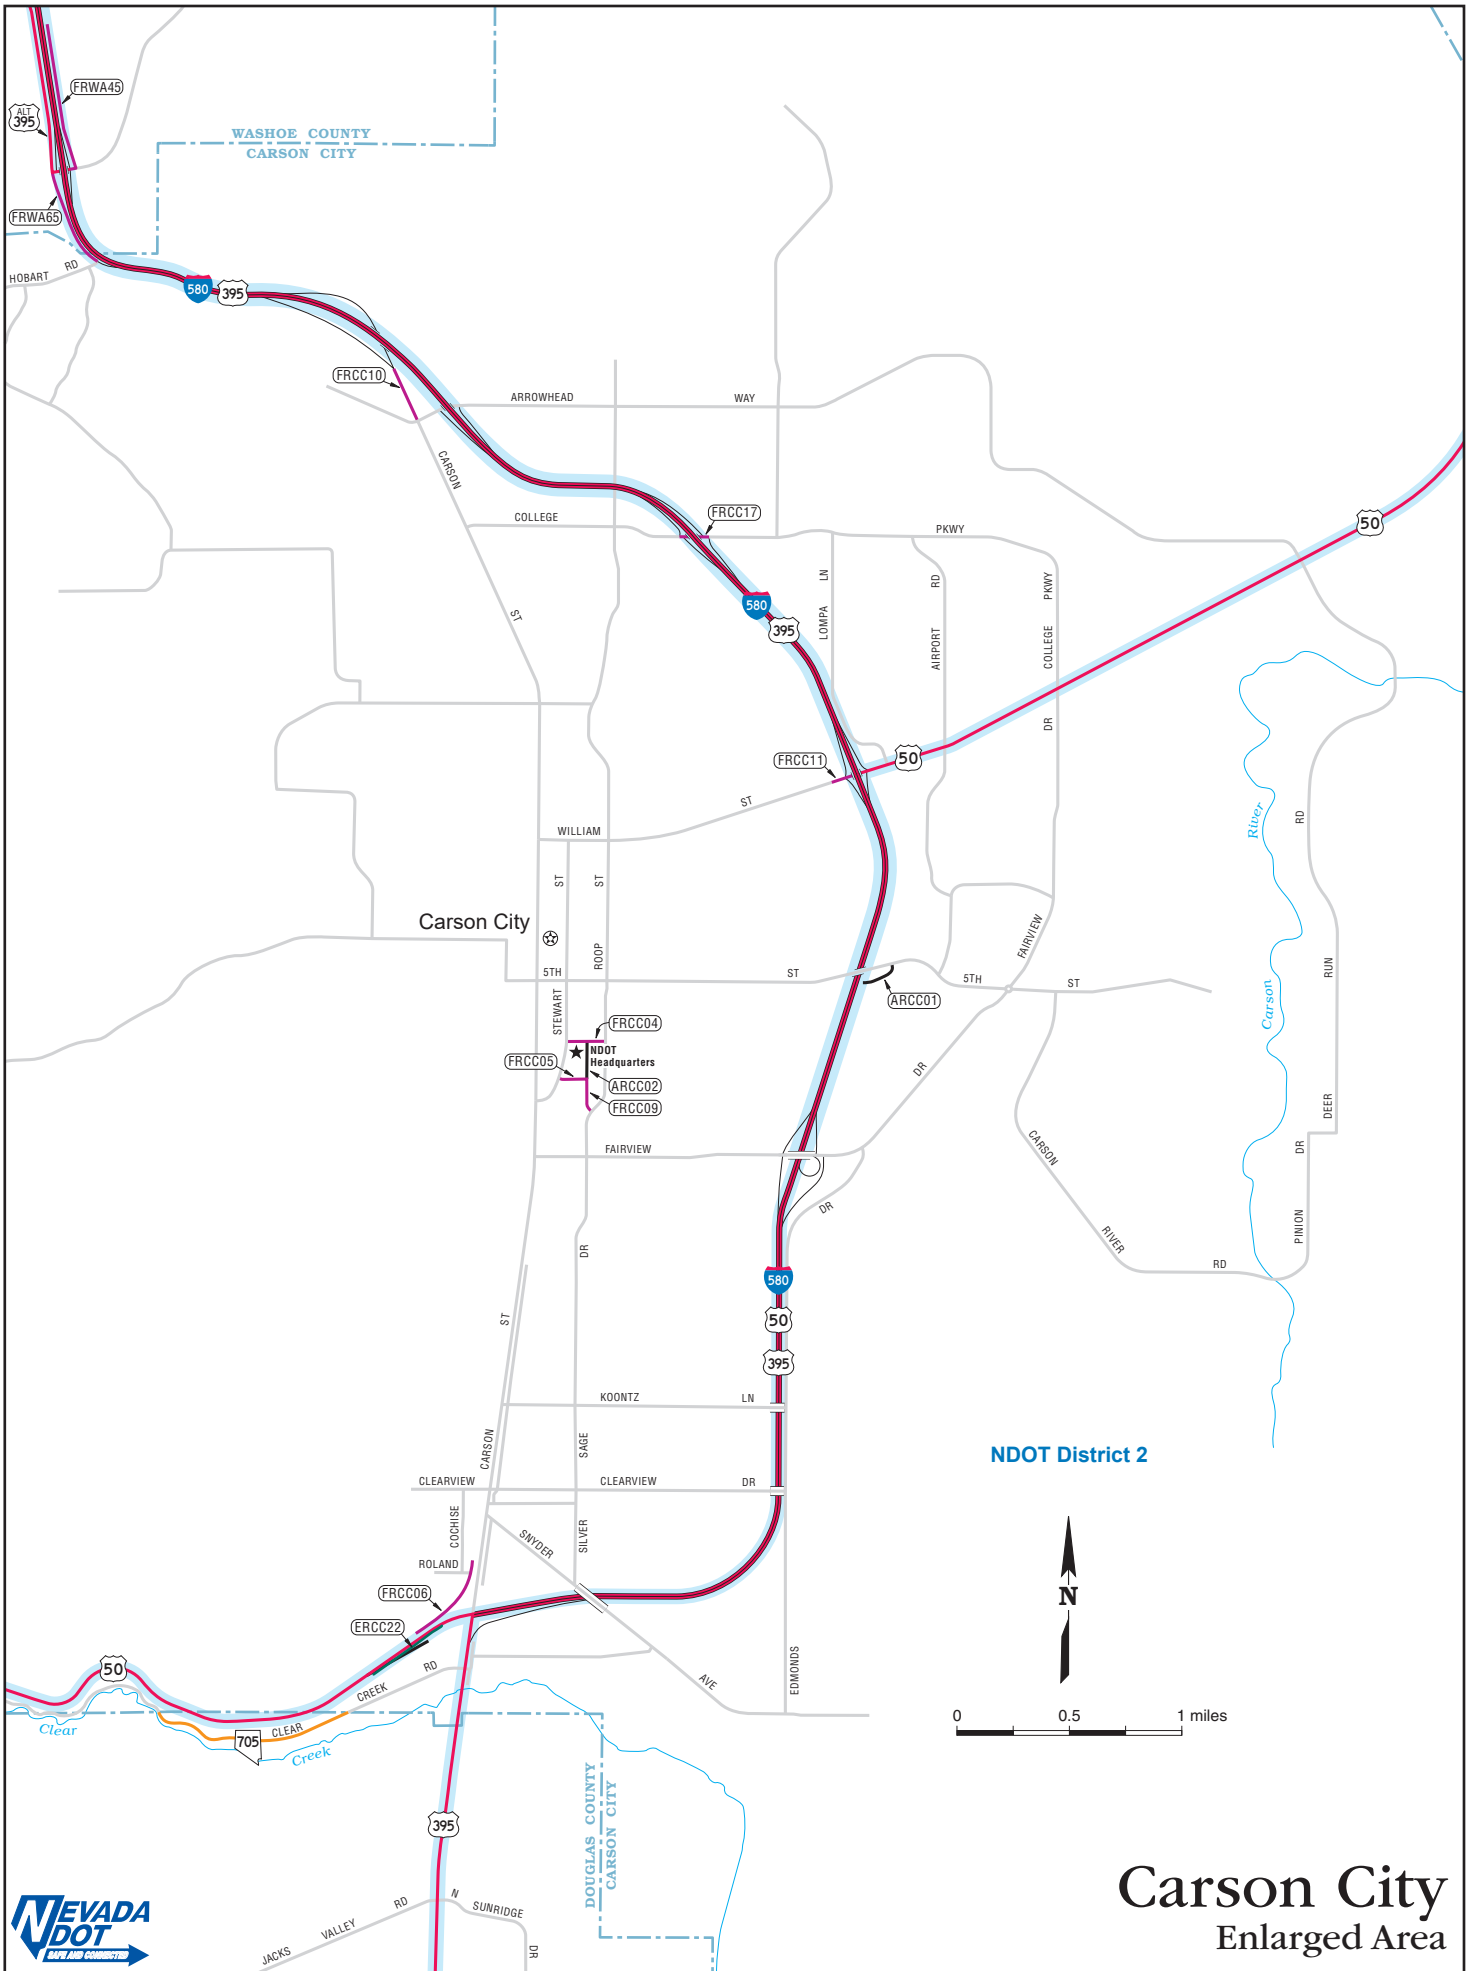 FRWA45
ALT
395
WASHOE COUNTY
CARSON CITY
FRWA65
HOBART RD
580
395
FRCC10
ARROWHEAD WAY
CARSON ST
COLLEGE PKWY
FRCC17
50
580
395
LOMPA LN
AIRPORT RD
COLLEGE PKWY
DR
FRCC11
50
WILLIAM ST
River
RD
ST
ST
Carson City
FAIRVIEW
ROOP
5TH ST
5TH ST
RUN
Carson
STEWART
ARCC01
FRCC04
NDOT
Headquarters
FRCC05
ARCC02
FRCC09
DR
DEER
FAIRVIEW
CARSON
DR
DR
RIVER
PINION
RD
DR
580
50
395
ST
KOONTZ LN
CARSON
SAGE
NDOT District 2
CLEARVIEW
CLEARVIEW DR
COCHISE
SNYDER
SILVER
ROLAND
FRCC06
N
ERCC22
50
RD
CREEK
AVE
EDMONDS
0 0.5 1 miles
Clear
CLEAR
705
Creek
DOUGLAS COUNTY
CARSON CITY
395
JACKS VALLEY RD
N SUNRIDGE
DR
NEVADA
DOT
SAFE AND CONNECTED
Carson City
Enlarged Area